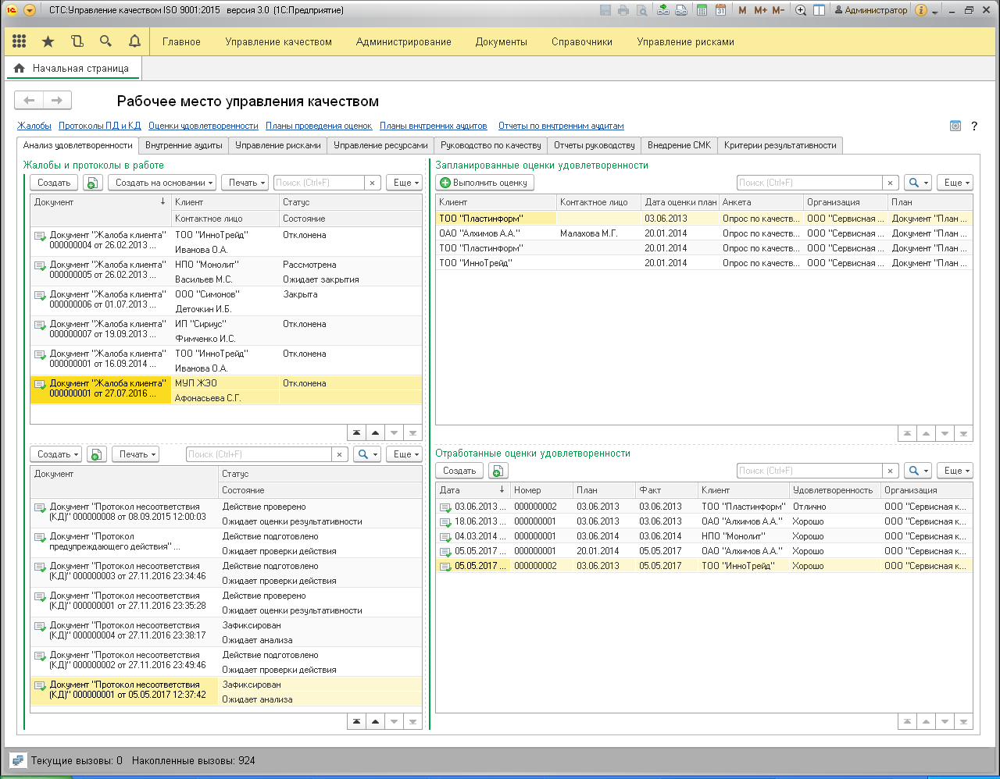 СТС:Управление качеством ISO 9001:2015 версия 3.0 (1С:Предприятие)
M M+ M- Администратор
Главное Управление качеством Администрирование Документы Справочники Управление рисками
Начальная страница
Рабочее место управления качеством
Жалобы Протоколы ПД и КД Оценки удовлетворенности Планы проведения оценок Планы внутренних аудитов Отчеты по внутренним аудитам ?
Анализ удовлетворенности Внутренние аудиты Управление рисками Управление ресурсами Руководство по качеству Отчеты руководству Внедрение СМК Критерии результативности
Жалобы и протоколы в работе
Создать Создать на основании Печать Поиск (Ctrl+F) × Еще
Документ ↓ Клиент Статус
Контактное лицо Состояние
Документ "Жалоба клиента" ТОО "ИнноТрейд" Отклонена
000000004 от 26.02.2013 ... Иванова О.А.
Документ "Жалоба клиента" НПО "Монолит" Рассмотрена
000000005 от 26.02.2013 ... Васильев М.С. Ожидает закрытия
Документ "Жалоба клиента" ООО "Симонов" Закрыта
000000006 от 01.07.2013 ... Деточкин И.Б.
Документ "Жалоба клиента" ИП "Сириус" Отклонена
000000007 от 19.09.2013 ... Фимченко И.С.
Документ "Жалоба клиента" ТОО "ИнноТрейд" Отклонена
000000001 от 16.09.2014 ... Иванова О.А.
Документ "Жалоба клиента" МУП ЖЭО Отклонена
000000001 от 27.07.2016 ... Афонасьева С.Г.
Создать Печать Поиск (Ctrl+F) × Еще
Документ Статус
Состояние
Документ "Протокол несоответствия Действие проверено
(КД)" 000000008 от 08.09.2015 12:00:03 Ожидает оценки результативности
Документ "Протокол Действие подготовлено
предупреждающего действия" ... Ожидает проверки действия
Документ "Протокол несоответствия Действие подготовлено
(КД)" 000000003 от 27.11.2016 23:34:46 Ожидает проверки действия
Документ "Протокол несоответствия Действие проверено
(КД)" 000000001 от 27.11.2016 23:35:28 Ожидает оценки результативности
Документ "Протокол несоответствия Зафиксирован
(КД)" 000000004 от 27.11.2016 23:38:17 Ожидает анализа
Документ "Протокол несоответствия Действие подготовлено
(КД)" 000000002 от 27.11.2016 23:49:46 Ожидает проверки действия
Документ "Протокол несоответствия Зафиксирован
(КД)" 000000001 от 05.05.2017 12:37:42 Ожидает анализа
Запланированные оценки удовлетворенности
Выполнить оценку Поиск (Ctrl+F) × Еще
Клиент Контактное лицо Дата оценки план Анкета Организация План
ТОО "Пластинформ" 03.06.2013 Опрос по качеств... ООО "Сервисная ... Документ "План ...
ОАО "Алхимов А.А." Малахова М.Г. 20.01.2014 Опрос по качеств... ООО "Сервисная ... Документ "План ...
ТОО "Пластинформ" 20.01.2014 Опрос по качеств... ООО "Сервисная ... Документ "План ...
ТОО "ИнноТрейд" 20.01.2014 Опрос по качеств... ООО "Сервисная ... Документ "План ...
Отработанные оценки удовлетворенности
Создать Поиск (Ctrl+F) × Еще
Дата ↓ Номер План Факт Клиент Удовлетворенность Организация
03.06.2013 ... 000000002 03.06.2013 03.06.2013 ТОО "Пластинформ" Отлично ООО "Сервисная к...
18.06.2013 ... 000000001 03.06.2013 03.06.2013 ОАО "Алхимов А.А." Хорошо ООО "Сервисная к...
04.03.2014 ... 000000001 03.06.2014 03.06.2014 НПО "Монолит" Хорошо ООО "Сервисная к...
05.05.2017 ... 000000001 20.01.2014 05.05.2017 ОАО "Алхимов А.А." Хорошо ООО "Сервисная к...
05.05.2017 ... 000000002 03.06.2013 05.05.2017 ТОО "ИнноТрейд" Хорошо ООО "Сервисная к...
Текущие вызовы: 0 Накопленные вызовы: 924